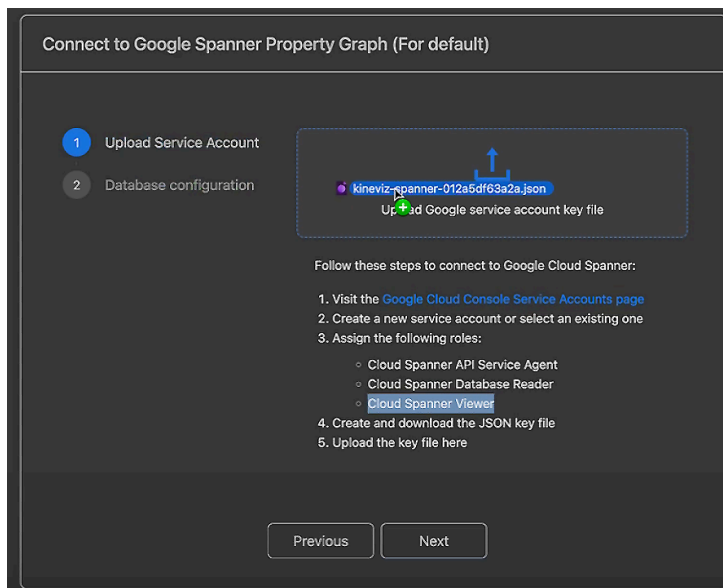 Connect to Google Spanner Property Graph (For default)
1 Upload Service Account
2 Database configuration
kineviz-spanner-012a5df63a2a.json
Upload Google service account key file
Follow these steps to connect to Google Cloud Spanner:
1. Visit the Google Cloud Console Service Accounts page
2. Create a new service account or select an existing one
3. Assign the following roles:
○ Cloud Spanner API Service Agent
○ Cloud Spanner Database Reader
○ Cloud Spanner Viewer
4. Create and download the JSON key file
5. Upload the key file here
Previous Next